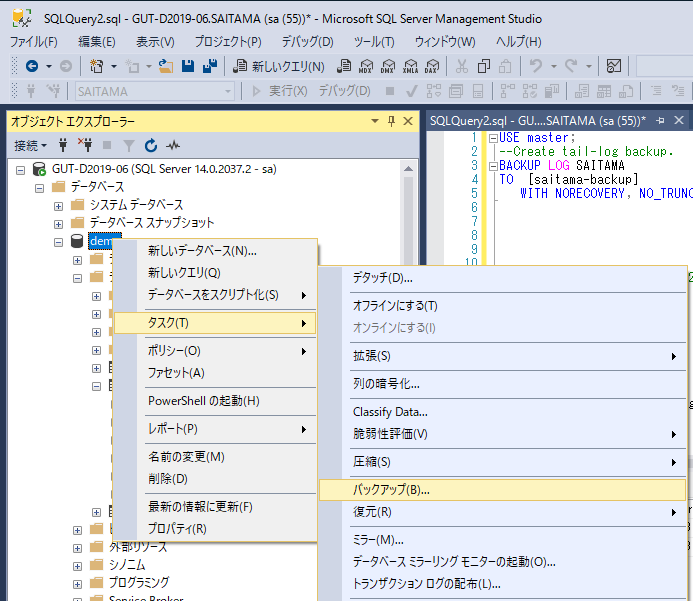 SQLQuery2.sql - GUT-D2019-06.SAITAMA (sa (55))* - Microsoft SQL Server Management Studio
ファイル(F) 編集(E) 表示(V) プロジェクト(P) デバッグ(D) ツール(T) ウィンドウ(W) ヘルプ(H)
新しいクエリ(N) MDX DMX XMLA DAX
SAITAMA 実行(X) デバッグ(D)
オブジェクト エクスプローラー
接続
GUT-D2019-06 (SQL Server 14.0.2037.2 - sa)
データベース
システム データベース
データベース スナップショット
外部リソース
シノニム
プログラミング
Service Broker
新しいデータベース(N)...
新しいクエリ(Q)
データベースをスクリプト化(S)
タスク(T)
ポリシー(O)
ファセット(A)
PowerShell の起動(H)
レポート(P)
名前の変更(M)
削除(D)
最新の情報に更新(F)
プロパティ(R)
デタッチ(D)...
オフラインにする(T)
オンラインにする(I)
拡張(S)
列の暗号化...
Classify Data...
脆弱性評価(V)
圧縮(S)
バックアップ(B)...
復元(R)
ミラー(M)...
データベース ミラーリング モニターの起動(O)...
トランザクション ログの配布(L)...
SQLQuery2.sql - GU....SAITAMA (sa (55))*
1 USE master;
2 --Create tail-log backup.
3 BACKUP LOG SAITAMA
4 TO [saitama-backup]
5 WITH NORECOVERY, NO_TRUNC
6
7
8
9
10